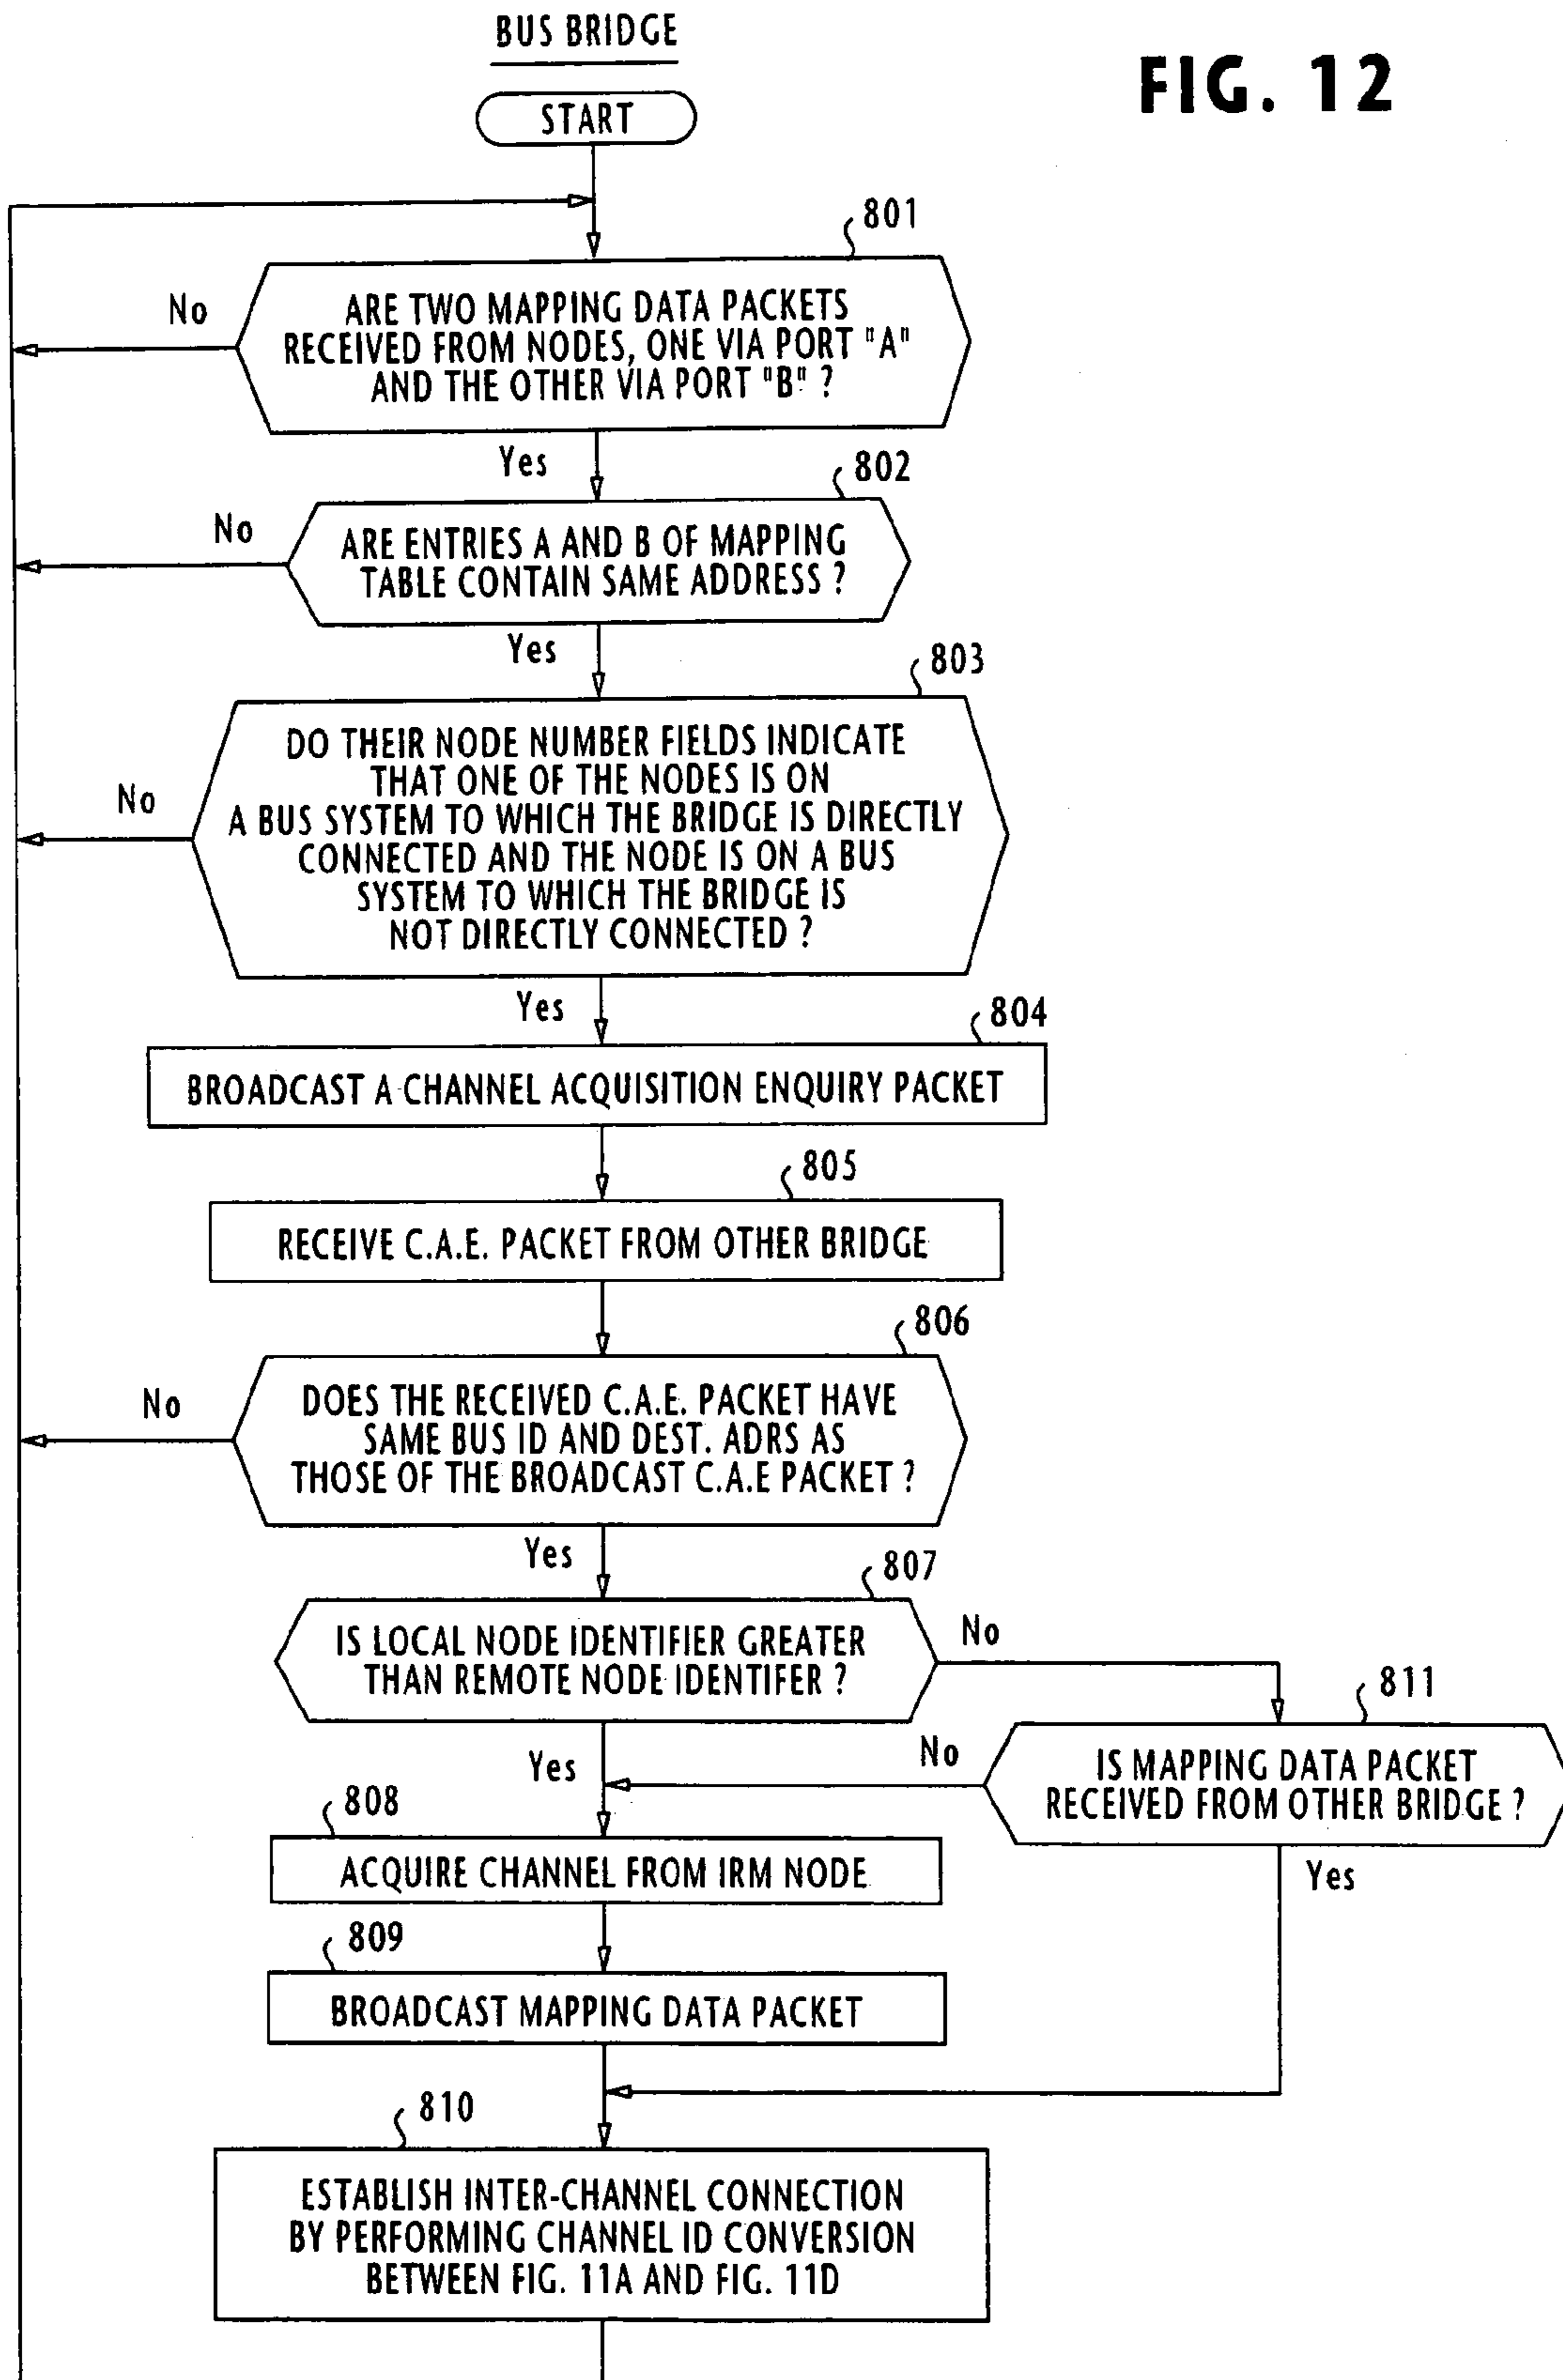 BUS BRIDGE
FIG. 12
START
801
No
ARE TWO MAPPING DATA PACKETS
RECEIVED FROM NODES, ONE VIA PORT "A"
AND THE OTHER VIA PORT "B" ?
Yes
802
No
ARE ENTRIES A AND B OF MAPPING
TABLE CONTAIN SAME ADDRESS ?
Yes
803
No
DO THEIR NODE NUMBER FIELDS INDICATE
THAT ONE OF THE NODES IS ON
A BUS SYSTEM TO WHICH THE BRIDGE IS DIRECTLY
CONNECTED AND THE NODE IS ON A BUS
SYSTEM TO WHICH THE BRIDGE IS
NOT DIRECTLY CONNECTED ?
Yes
804
BROADCAST A CHANNEL ACQUISITION ENQUIRY PACKET
805
RECEIVE C.A.E. PACKET FROM OTHER BRIDGE
806
No
DOES THE RECEIVED C.A.E. PACKET HAVE
SAME BUS ID AND DEST. ADRS AS
THOSE OF THE BROADCAST C.A.E PACKET ?
Yes
807
IS LOCAL NODE IDENTIFIER GREATER
THAN REMOTE NODE IDENTIFER ?
No
811
Yes
No
IS MAPPING DATA PACKET
RECEIVED FROM OTHER BRIDGE ?
Yes
808
ACQUIRE CHANNEL FROM IRM NODE
809
BROADCAST MAPPING DATA PACKET
810
ESTABLISH INTER-CHANNEL CONNECTION
BY PERFORMING CHANNEL ID CONVERSION
BETWEEN FIG. 11A AND FIG. 11D